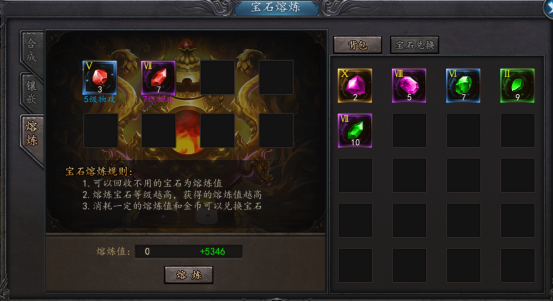 宝石熔炼
合成
镶嵌
熔炼
背包
宝石兑换
V
3
5级物攻
VII
7
X
2
VIII
5
VI
7
II
9
VII
10
宝石熔炼规则：
1. 可以回收不用的宝石为熔炼值
2. 熔炼宝石等级越高，获得的熔炼值越高
3. 消耗一定的熔炼值和金币可以兑换宝石
熔炼值： 0 +5346
熔炼